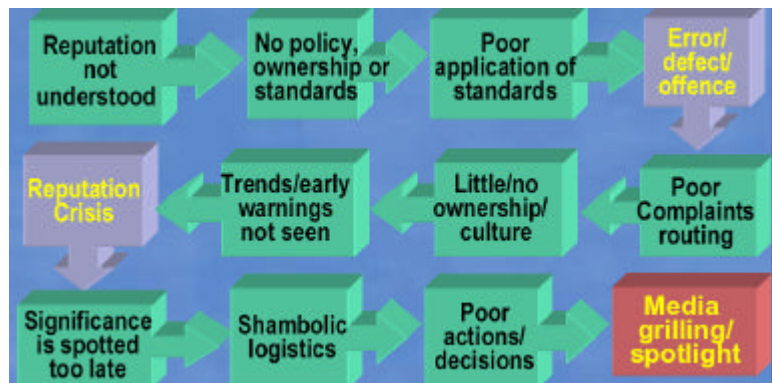 Reputation
not
understood
No policy,
ownership or
standards
Poor
application of
standards
Error/
defect/
offence
Poor
Complaints
routing
Little/no
ownership/
culture
Trends/early
warnings
not seen
Reputation
Crisis
Significance
is spotted
too late
Shambolic
logistics
Poor
actions/
decisions
Media
grilling/
spotlight